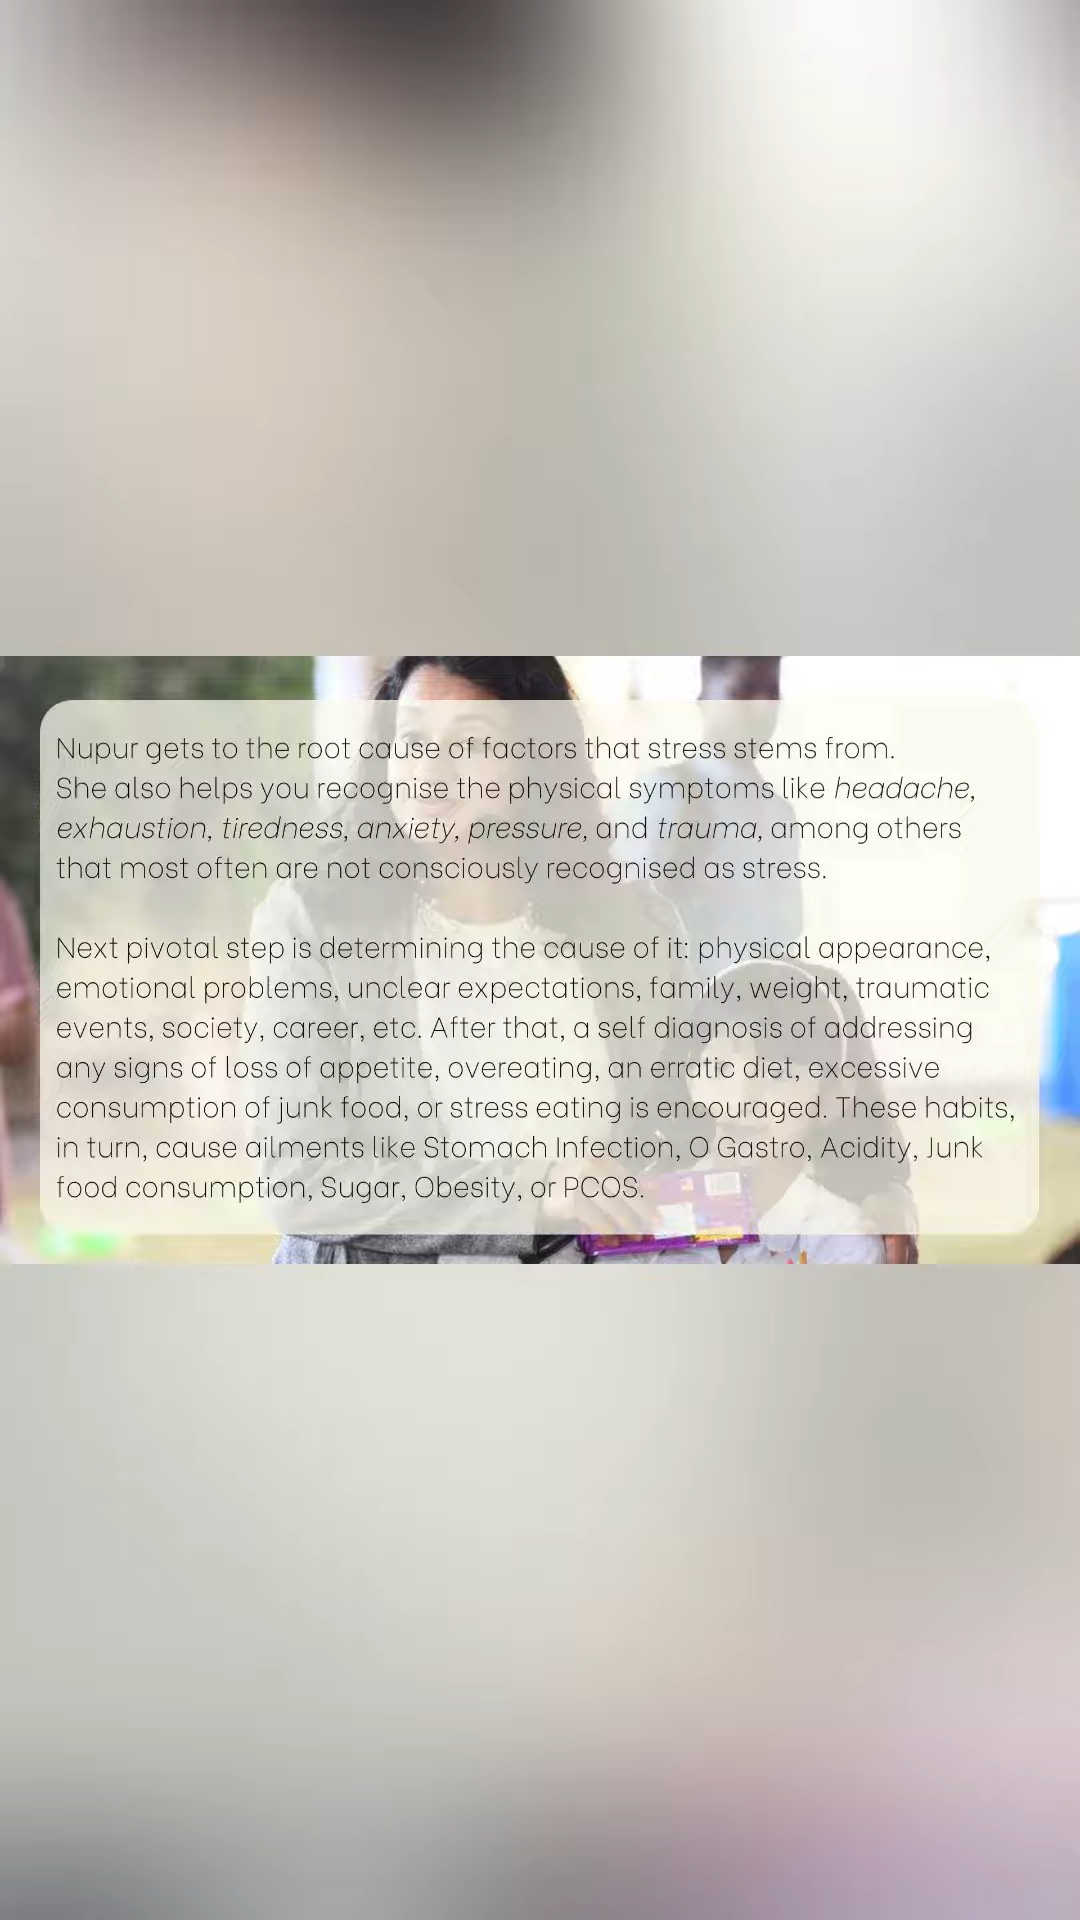 Nupur gets to the root cause of factors that stress stems from.
She also helps you recognise the physical symptoms like headache,
exhaustion, tiredness, anxiety, pressure, and trauma, among others
that most often are not consciously recognised as stress.
Next pivotal step is determining the cause of it: physical appearance,
emotional problems, unclear expectations, family, weight, traumatic
events, society, career, etc. After that, a self diagnosis of addressing
any signs of loss of appetite, overeating, an erratic diet, excessive
consumption of junk food, or stress eating is encouraged. These habits,
in turn, cause ailments like Stomach Infection, O Gastro, Acidity, Junk
food consumption, Sugar, Obesity, or PCOS.